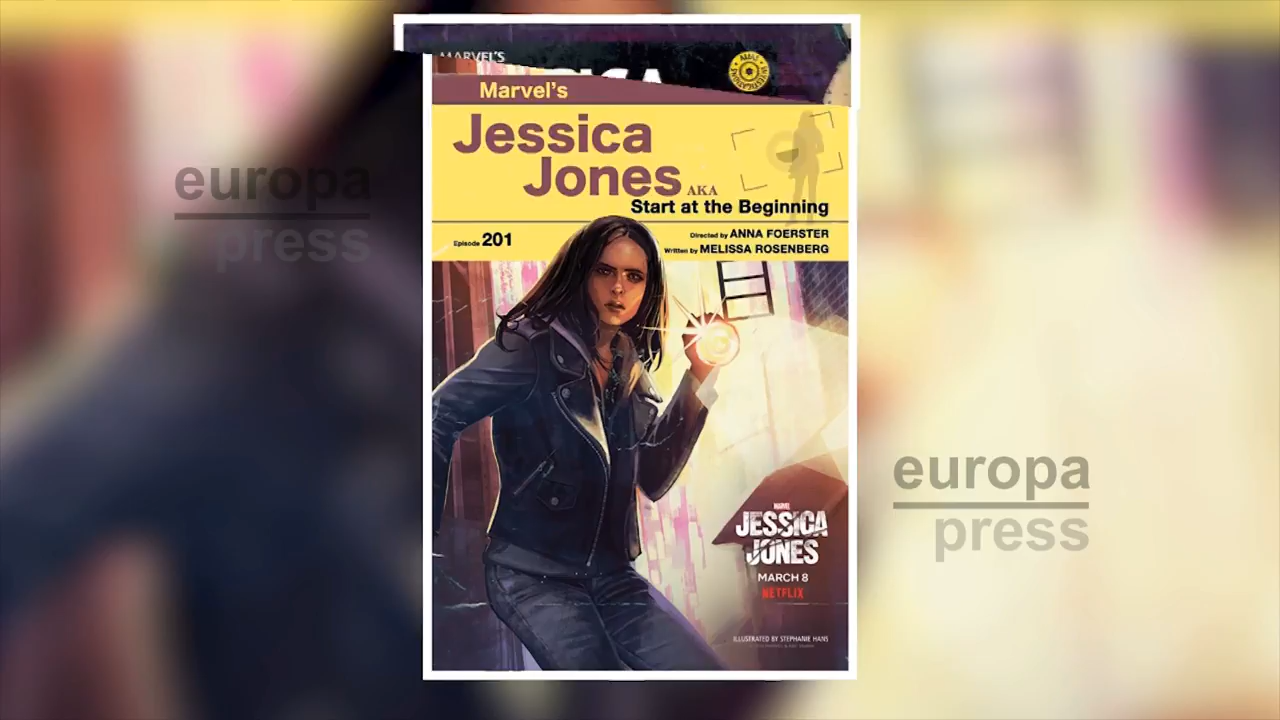 MARVEL'S
Marvel's
Jessica
Jones AKA
Start at the Beginning
Episode 201
Directed by ANNA FOERSTER
Written by MELISSA ROSENBERG
europa
press
MARVEL
JESSICA
JONES
MARCH 8
NETFLIX
ILLUSTRATED BY STEPHANIE HANS
europa
press